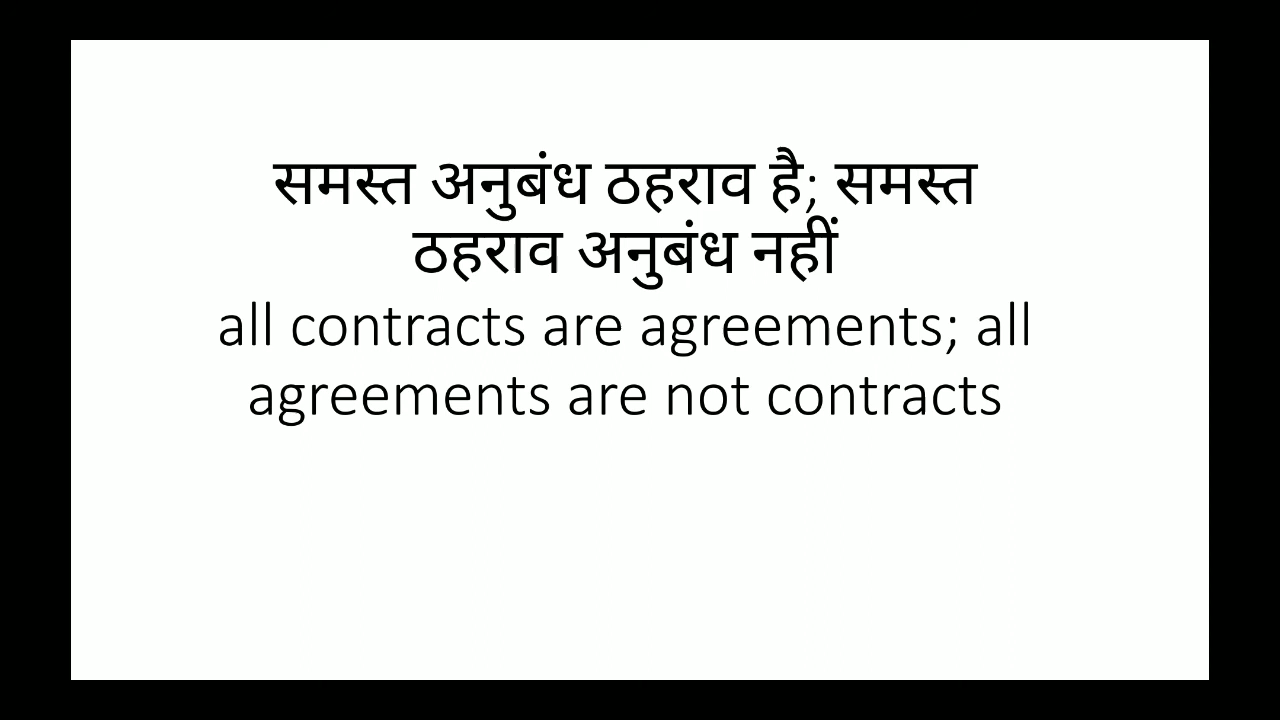 समस्त अनुबंध ठहराव है; समस्त
ठहराव अनुबंध नहीं
all contracts are agreements; all
agreements are not contracts